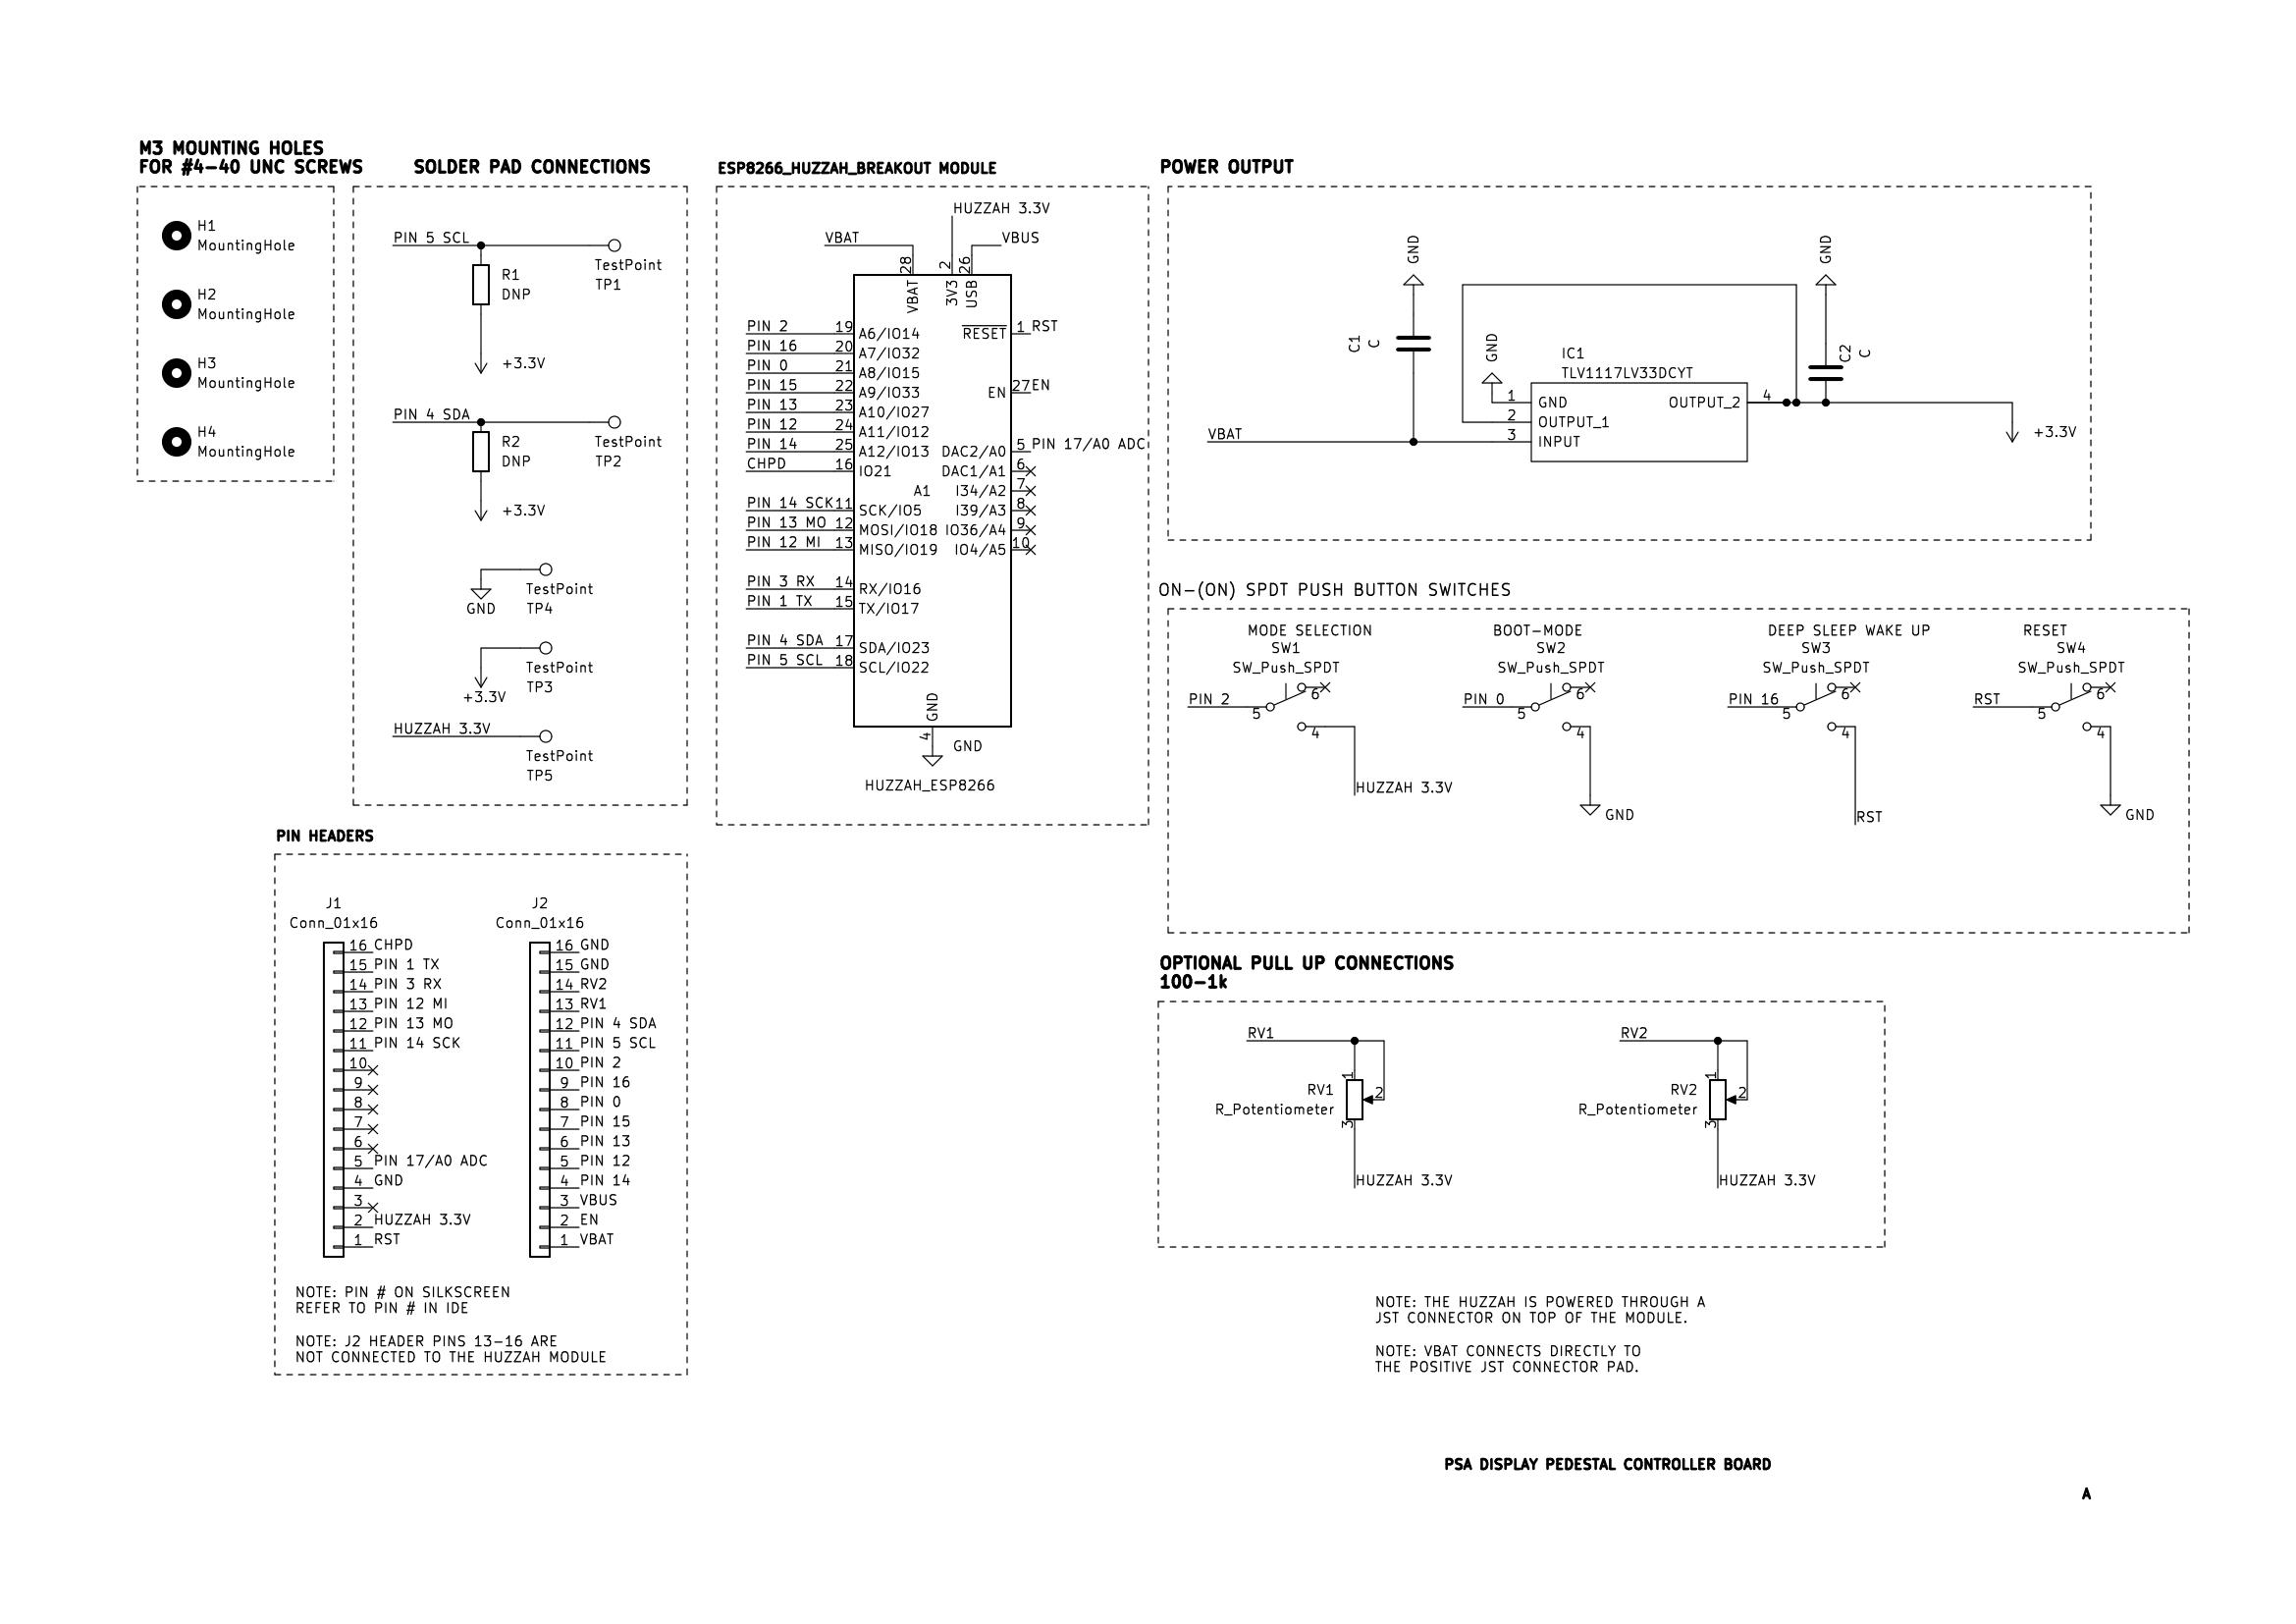 M3 MOUNTING HOLES
FOR #4-40 UNC SCREWS
H1
MountingHole
H2
MountingHole
H3
MountingHole
H4
MountingHole
SOLDER PAD CONNECTIONS
PIN 5 SCL
TestPoint
TP1
R1
DNP
+3.3V
PIN 4 SDA
TestPoint
TP2
R2
DNP
+3.3V
GND
TestPoint
TP4
TestPoint
TP3
+3.3V
HUZZAH 3.3V
TestPoint
TP5
ESP8266_HUZZAH_BREAKOUT MODULE
HUZZAH 3.3V
VBAT
VBUS
28
2
26
VBAT
3V3
USB
PIN 2 19 A6/IO14
PIN 16 20 A7/IO32
PIN 0 21 A8/IO15
PIN 15 22 A9/IO33
PIN 13 23 A10/IO27
PIN 12 24 A11/IO12
PIN 14 25 A12/IO13
CHPD 16 IO21
PIN 14 SCK 11 SCK/IO5
PIN 13 MO 12 MOSI/IO18
PIN 12 MI 13 MISO/IO19
PIN 3 RX 14 RX/IO16
PIN 1 TX 15 TX/IO17
PIN 4 SDA 17 SDA/IO23
PIN 5 SCL 18 SCL/IO22
RESET 1 RST
EN 27 EN
DAC2/A0 5 PIN 17/A0 ADC
DAC1/A1 6
A1
I34/A2 7
I39/A3 8
IO36/A4 9
IO4/A5 10
GND
4
GND
HUZZAH_ESP8266
POWER OUTPUT
GND
C1
C
GND
IC1
TLV1117LV33DCYT
1 GND
2 OUTPUT_1
3 INPUT
OUTPUT_2 4
VBAT
GND
C2
C
+3.3V
ON-(ON) SPDT PUSH BUTTON SWITCHES
MODE SELECTION
SW1
SW_Push_SPDT
PIN 2
5
6
4
HUZZAH 3.3V
BOOT-MODE
SW2
SW_Push_SPDT
PIN 0
5
6
4
GND
DEEP SLEEP WAKE UP
SW3
SW_Push_SPDT
PIN 16
5
6
4
RST
RESET
SW4
SW_Push_SPDT
RST
5
6
4
GND
PIN HEADERS
J1
Conn_01x16
16 CHPD
15 PIN 1 TX
14 PIN 3 RX
13 PIN 12 MI
12 PIN 13 MO
11 PIN 14 SCK
10
9
8
7
6
5 PIN 17/A0 ADC
4 GND
3
2 HUZZAH 3.3V
1 RST
J2
Conn_01x16
16 GND
15 GND
14 RV2
13 RV1
12 PIN 4 SDA
11 PIN 5 SCL
10 PIN 2
9 PIN 16
8 PIN 0
7 PIN 15
6 PIN 13
5 PIN 12
4 PIN 14
3 VBUS
2 EN
1 VBAT
NOTE: PIN # ON SILKSCREEN
REFER TO PIN # IN IDE
NOTE: J2 HEADER PINS 13-16 ARE
NOT CONNECTED TO THE HUZZAH MODULE
OPTIONAL PULL UP CONNECTIONS
100-1k
RV1
1
RV1
R_Potentiometer
2
3
HUZZAH 3.3V
RV2
1
RV2
R_Potentiometer
2
3
HUZZAH 3.3V
NOTE: THE HUZZAH IS POWERED THROUGH A
JST CONNECTOR ON TOP OF THE MODULE.
NOTE: VBAT CONNECTS DIRECTLY TO
THE POSITIVE JST CONNECTOR PAD.
PSA DISPLAY PEDESTAL CONTROLLER BOARD
A